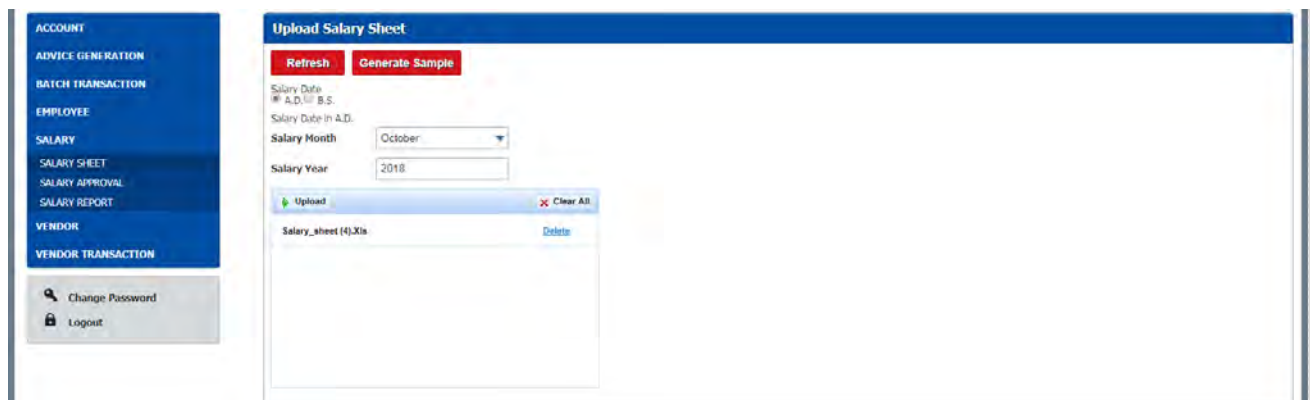 ACCOUNT
ADVICE GENERATION
BATCH TRANSACTION
EMPLOYEE
SALARY
SALARY SHEET
SALARY APPROVAL
SALARY REPORT
VENDOR
VENDOR TRANSACTION
Change Password
Logout
Upload Salary Sheet
Refresh Generate Sample
Salary Date
A.D. B.S.
Salary Date in A.D.
Salary Month October
Salary Year 2018
Upload Clear All
Salary_sheet (4).Xls Delete